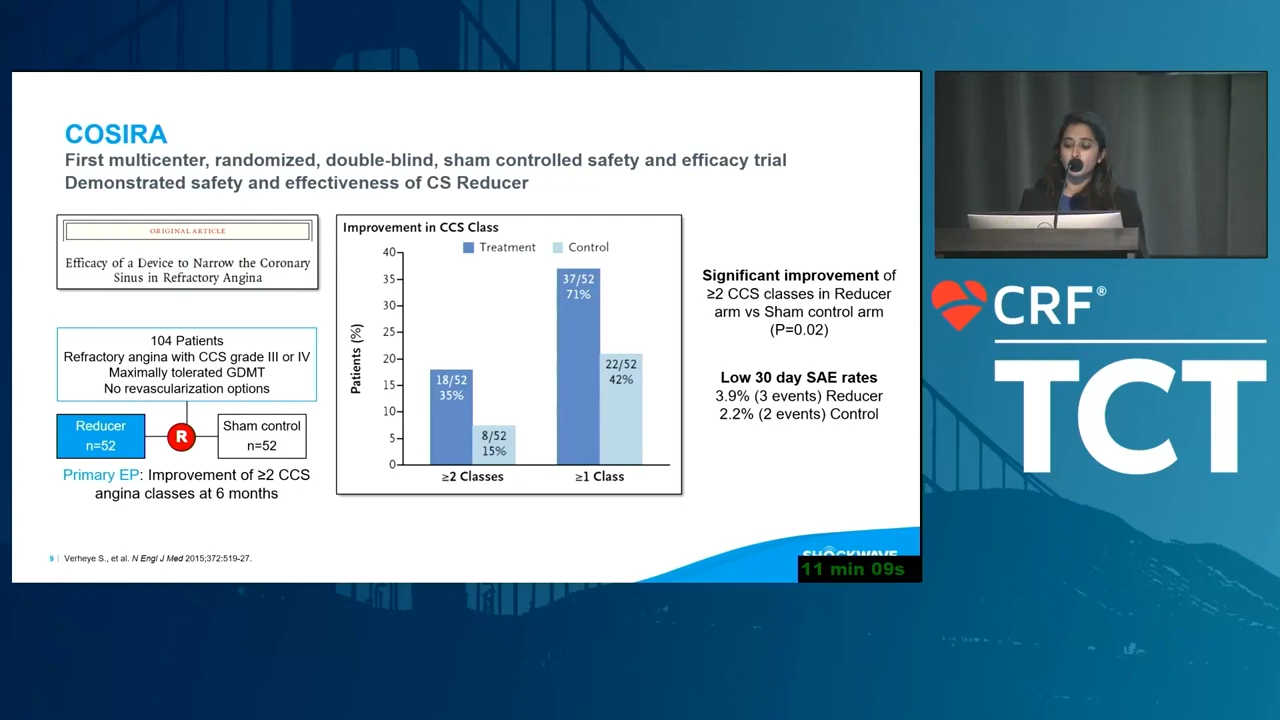 COSIRA
First multicenter, randomized, double-blind, sham controlled safety and efficacy trial
Demonstrated safety and effectiveness of CS Reducer
ORIGINAL ARTICLE
Efficacy of a Device to Narrow the Coronary
Sinus in Refractory Angina
104 Patients
Refractory angina with CCS grade III or IV
Maximally tolerated GDMT
No revascularization options
Reducer
n=52
R
Sham control
n=52
Primary EP: Improvement of ≥2 CCS
angina classes at 6 months
Improvement in CCS Class
Treatment
Control
Patients (%)
40
35
30
25
20
15
10
5
0
18/52
35%
8/52
15%
37/52
71%
22/52
42%
≥2 Classes
≥1 Class
Significant improvement of
≥2 CCS classes in Reducer
arm vs Sham control arm
(P=0.02)
Low 30 day SAE rates
3.9% (3 events) Reducer
2.2% (2 events) Control
9 | Verheye S., et al. N Engl J Med 2015;372:519-27.
SHOCKWAVE
11 min 09s
CRF®
TCT